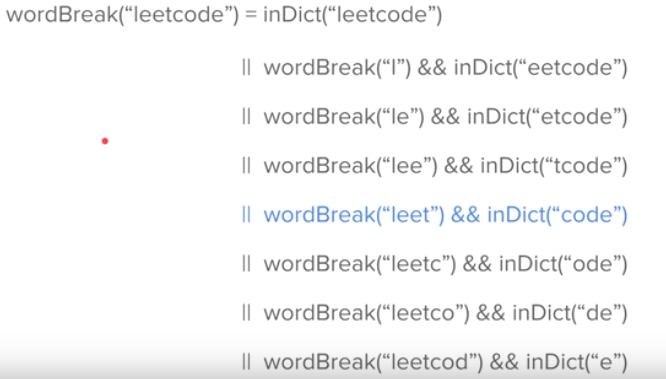 wordBreak(“leetcode”) = inDict(“leetcode”)
|| wordBreak(“l”) && inDict(“eetcode”)
|| wordBreak(“le”) && inDict(“etcode”)
|| wordBreak(“lee”) && inDict(“tcode”)
|| wordBreak(“leet”) && inDict(“code”)
|| wordBreak(“leetc”) && inDict(“ode”)
|| wordBreak(“leetco”) && inDict(“de”)
|| wordBreak(“leetcod”) && inDict(“e”)